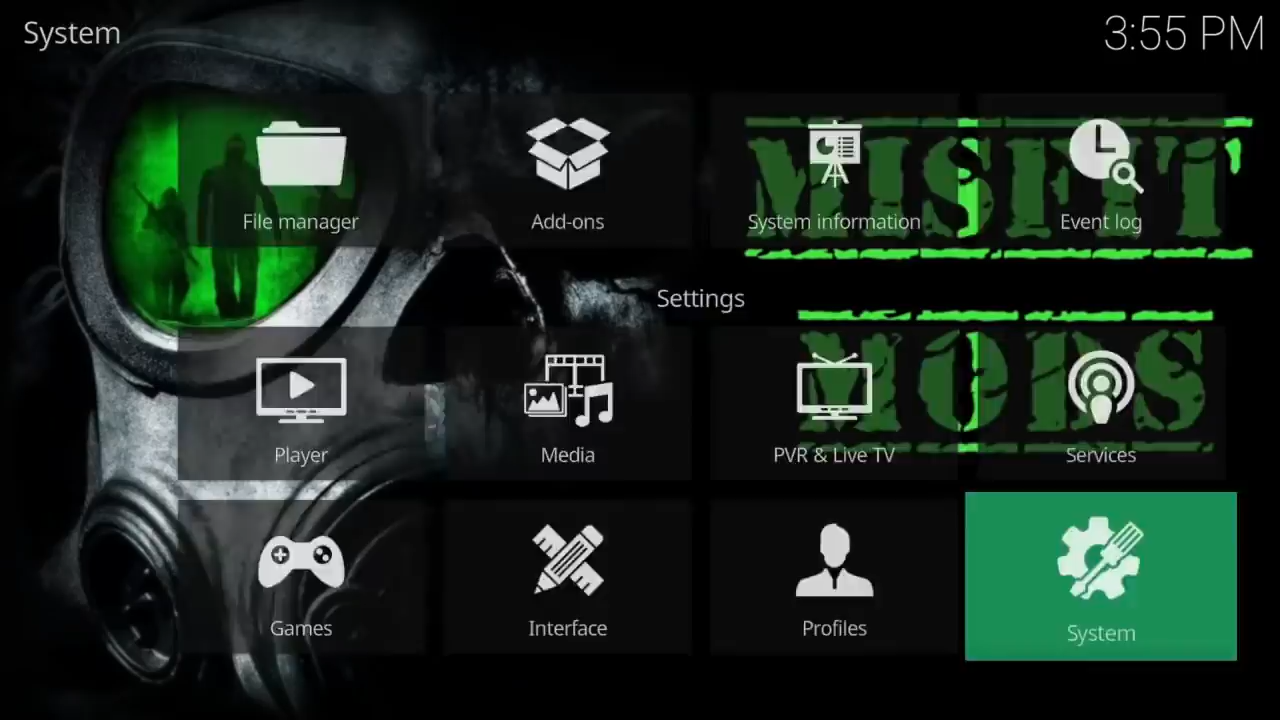 System
3:55 PM
MISFIT
File manager
Add-ons
System information
Event log
Settings
MODS
Player
Media
PVR & Live TV
Services
Games
Interface
Profiles
System